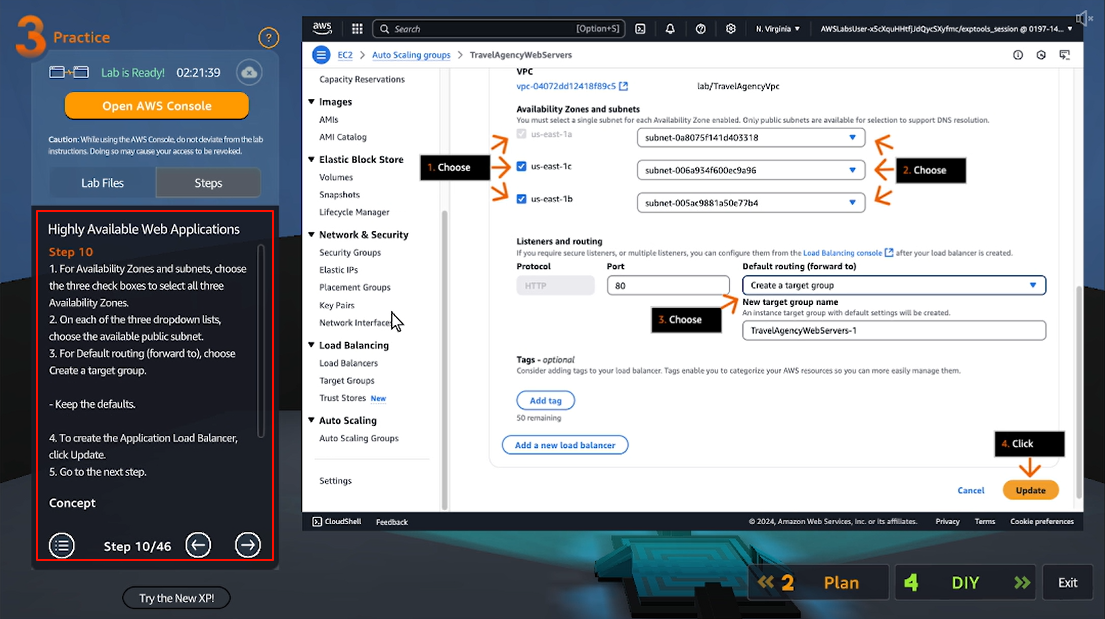 3 Practice
?
Lab is Ready! 02:21:39
Open AWS Console
Caution: While using the AWS Console, do not deviate from the lab
instructions. Doing so may cause your access to be revoked.
Lab Files Steps
Highly Available Web Applications
Step 10
1. For Availability Zones and subnets, choose
the three check boxes to select all three
Availability Zones.
2. On each of the three dropdown lists,
choose the available public subnet.
3. For Default routing (forward to), choose
Create a target group.
- Keep the defaults.
4. To create the Application Load Balancer,
click Update.
5. Go to the next step.
Concept
Step 10/46
Try the New XP!
aws Search [Option+S] N. Virginia AWSLabsUser-xScXquHHtfJJdQycSXyfmc/exptools_session @ 0197-14...
EC2 > Auto Scaling groups > TravelAgencyWebServers
Capacity Reservations
Images
AMIs
AMI Catalog
Elastic Block Store
Volumes
Snapshots
Lifecycle Manager
Network & Security
Security Groups
Elastic IPs
Placement Groups
Key Pairs
Network Interfaces
Load Balancing
Load Balancers
Target Groups
Trust Stores New
Auto Scaling
Auto Scaling Groups
Settings
VPC
vpc-04072dd12418f89c5 lab/TravelAgencyVpc
Availability Zones and subnets
You must select a single subnet for each Availability Zone enabled. Only public subnets are available for selection to support DNS resolution.
us-east-1a subnet-0a8075f141d403318
1. Choose us-east-1c subnet-006a934f600ec9a96 2. Choose
us-east-1b subnet-005ac9881a50e77b4
Listeners and routing
If you require secure listeners, or multiple listeners, you can configure them from the Load Balancing console after your load balancer is created.
Protocol Port Default routing (forward to)
HTTP 80 Create a target group
3. Choose
New target group name
An instance target group with default settings will be created.
TravelAgencyWebServers-1
Tags - optional
Consider adding tags to your load balancer. Tags enable you to categorize your AWS resources so you can more easily manage them.
Add tag
50 remaining
Add a new load balancer
4. Click
Cancel Update
CloudShell Feedback © 2024, Amazon Web Services, Inc. or its affiliates. Privacy Terms Cookie preferences
2 Plan 4 DIY Exit